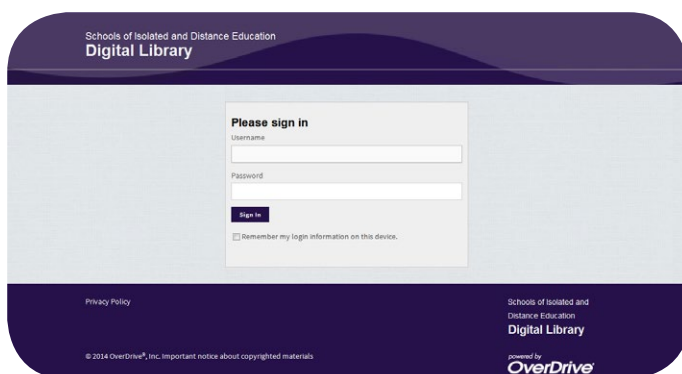 Schools of Isolated and Distance Education
Digital Library
Please sign in
Username
Password
Sign In
Remember my login information on this device.
Privacy Policy
Schools of Isolated and
Distance Education
Digital Library
© 2014 OverDrive®, Inc. Important notice about copyrighted materials
powered by
OverDrive®